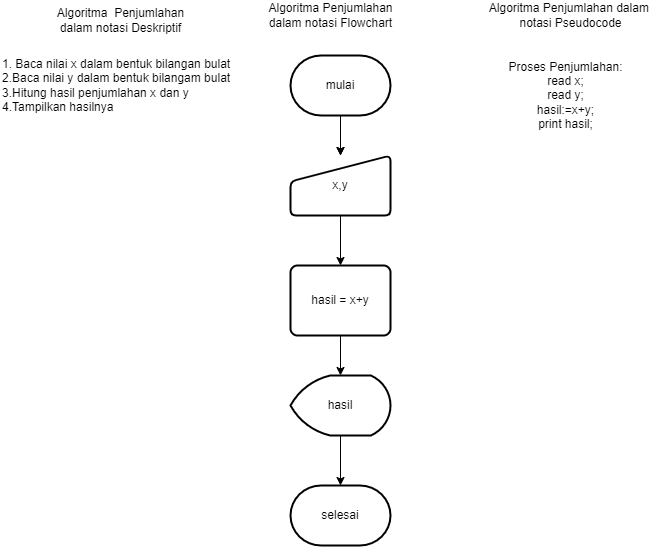 Algoritma Penjumlahan
dalam notasi Deskriptif
1. Baca nilai x dalam bentuk bilangan bulat
2.Baca nilai y dalam bentuk bilangam bulat
3.Hitung hasil penjumlahan x dan y
4.Tampilkan hasilnya
Algoritma Penjumlahan
dalam notasi Flowchart
mulai
x,y
hasil = x+y
hasil
selesai
Algoritma Penjumlahan dalam
notasi Pseudocode
Proses Penjumlahan:
read x;
read y;
hasil:=x+y;
print hasil;